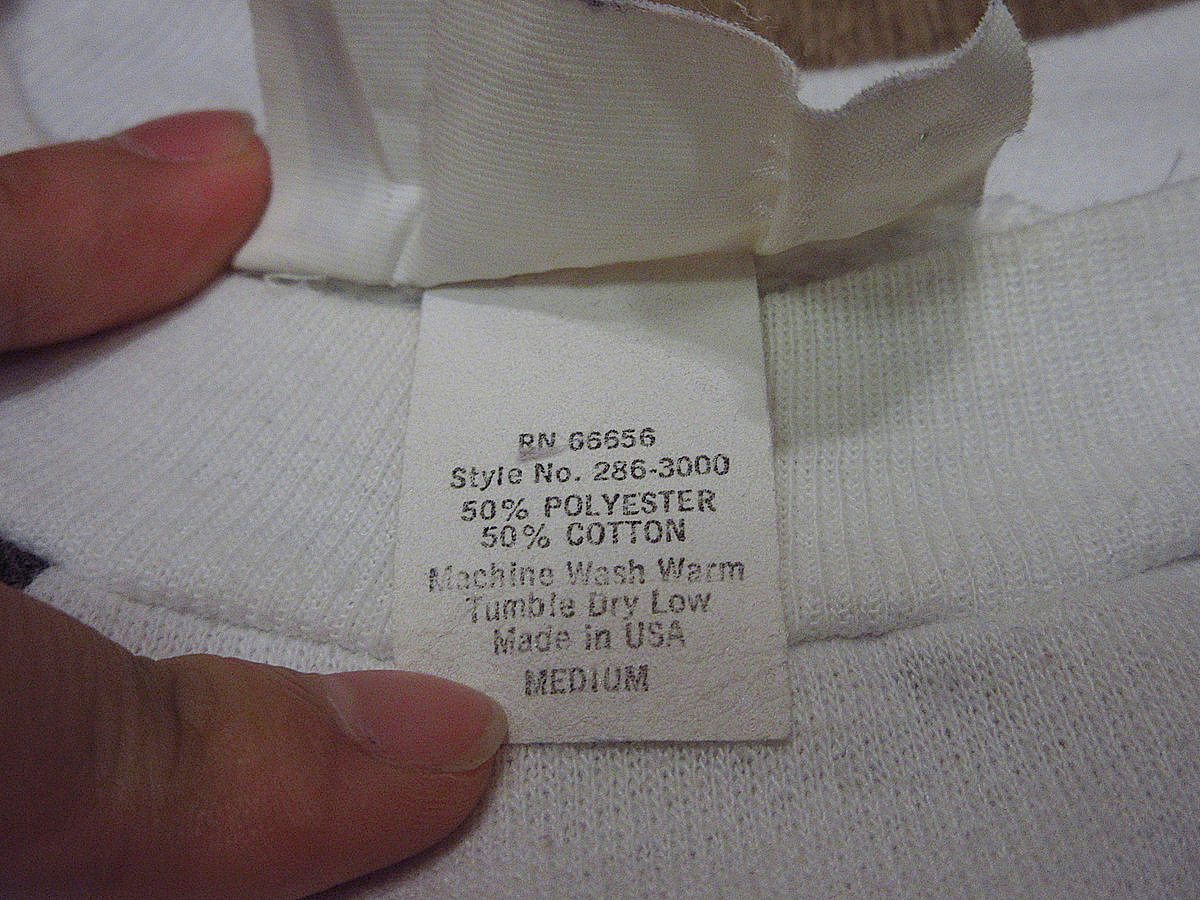 RN 66656
Style No. 286-3000
50% POLYESTER
50% COTTON
Machine Wash Warm
Tumble Dry Low
Made in USA
MEDIUM